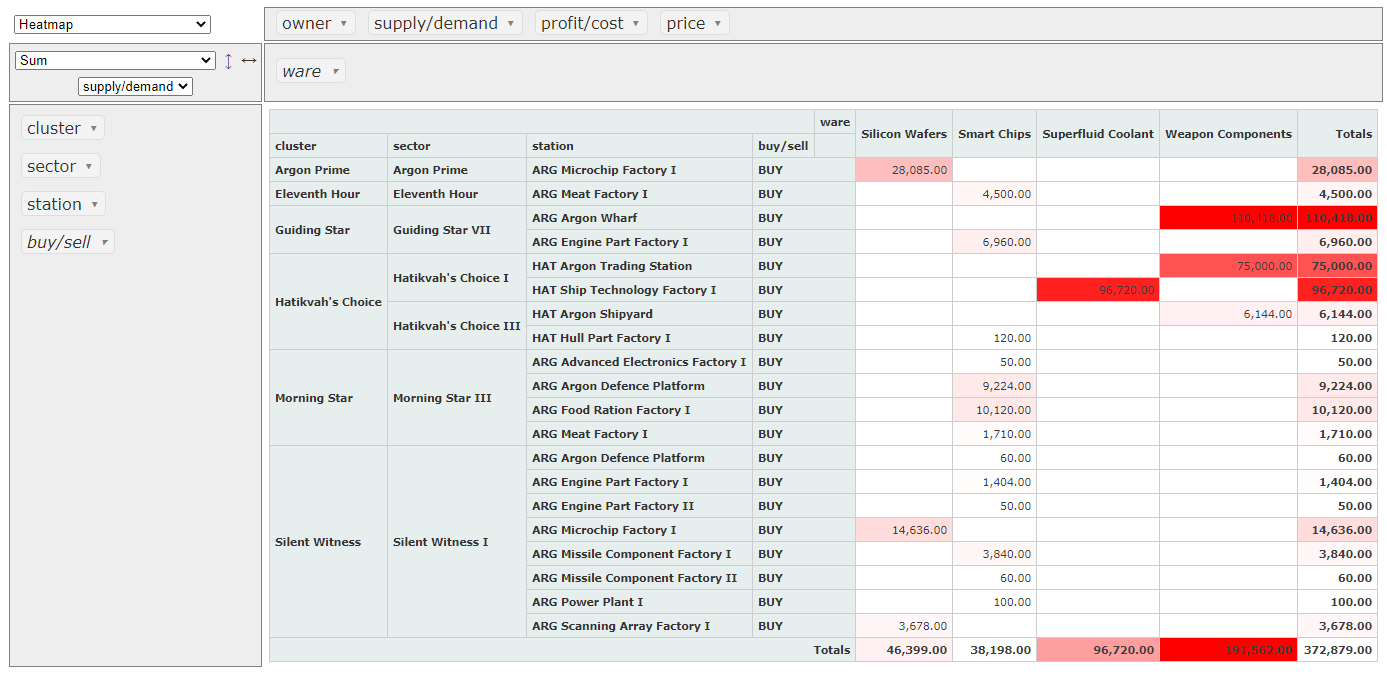 Heatmap
owner ▾ supply/demand ▾ profit/cost ▾ price ▾
Sum ↕ ↔
supply/demand
ware ▾
cluster ▾
sector ▾
station ▾
buy/sell ▾
ware Silicon Wafers Smart Chips Superfluid Coolant Weapon Components Totals
cluster sector station buy/sell
Argon Prime Argon Prime ARG Microchip Factory I BUY 28,085.00 28,085.00
Eleventh Hour Eleventh Hour ARG Meat Factory I BUY 4,500.00 4,500.00
Guiding Star Guiding Star VII ARG Argon Wharf BUY 110,418.00 110,418.00
ARG Engine Part Factory I BUY 6,960.00 6,960.00
Hatikvah's Choice Hatikvah's Choice I HAT Argon Trading Station BUY 75,000.00 75,000.00
HAT Ship Technology Factory I BUY 96,720.00 96,720.00
Hatikvah's Choice III HAT Argon Shipyard BUY 6,144.00 6,144.00
HAT Hull Part Factory I BUY 120.00 120.00
Morning Star Morning Star III ARG Advanced Electronics Factory I BUY 50.00 50.00
ARG Argon Defence Platform BUY 9,224.00 9,224.00
ARG Food Ration Factory I BUY 10,120.00 10,120.00
ARG Meat Factory I BUY 1,710.00 1,710.00
Silent Witness Silent Witness I ARG Argon Defence Platform BUY 60.00 60.00
ARG Engine Part Factory I BUY 1,404.00 1,404.00
ARG Engine Part Factory II BUY 50.00 50.00
ARG Microchip Factory I BUY 14,636.00 14,636.00
ARG Missile Component Factory I BUY 3,840.00 3,840.00
ARG Missile Component Factory II BUY 60.00 60.00
ARG Power Plant I BUY 100.00 100.00
ARG Scanning Array Factory I BUY 3,678.00 3,678.00
Totals 46,399.00 38,198.00 96,720.00 191,562.00 372,879.00